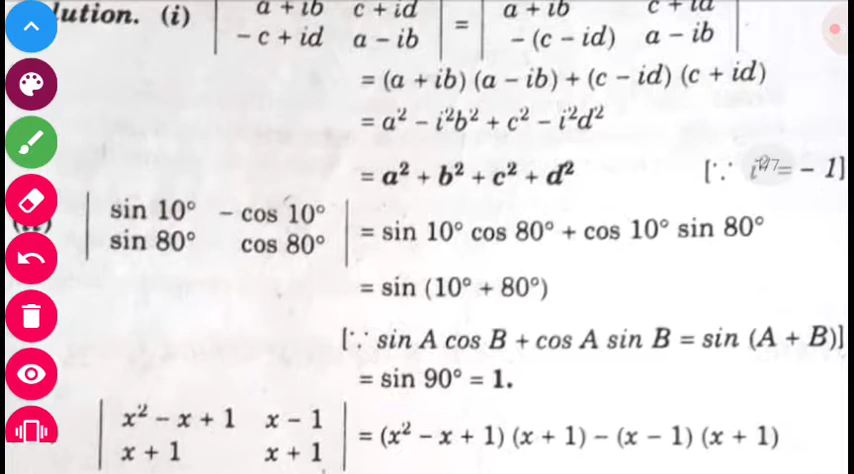 lution. (i) | a + ib c + id | = | a + ib c + id |
| − c + id a − ib | | − (c − id) a − ib |
= (a + ib) (a − ib) + (c − id) (c + id)
= a² − i²b² + c² − i²d²
= a² + b² + c² + d² [∵ = − 1]
| sin 10° − cos 10° |
| sin 80° cos 80° | = sin 10° cos 80° + cos 10° sin 80°
= sin (10° + 80°)
[∵ sin A cos B + cos A sin B = sin (A + B)]
= sin 90° = 1.
| x² − x + 1 x − 1 |
| x + 1 x + 1 | = (x² − x + 1) (x + 1) − (x − 1) (x + 1)